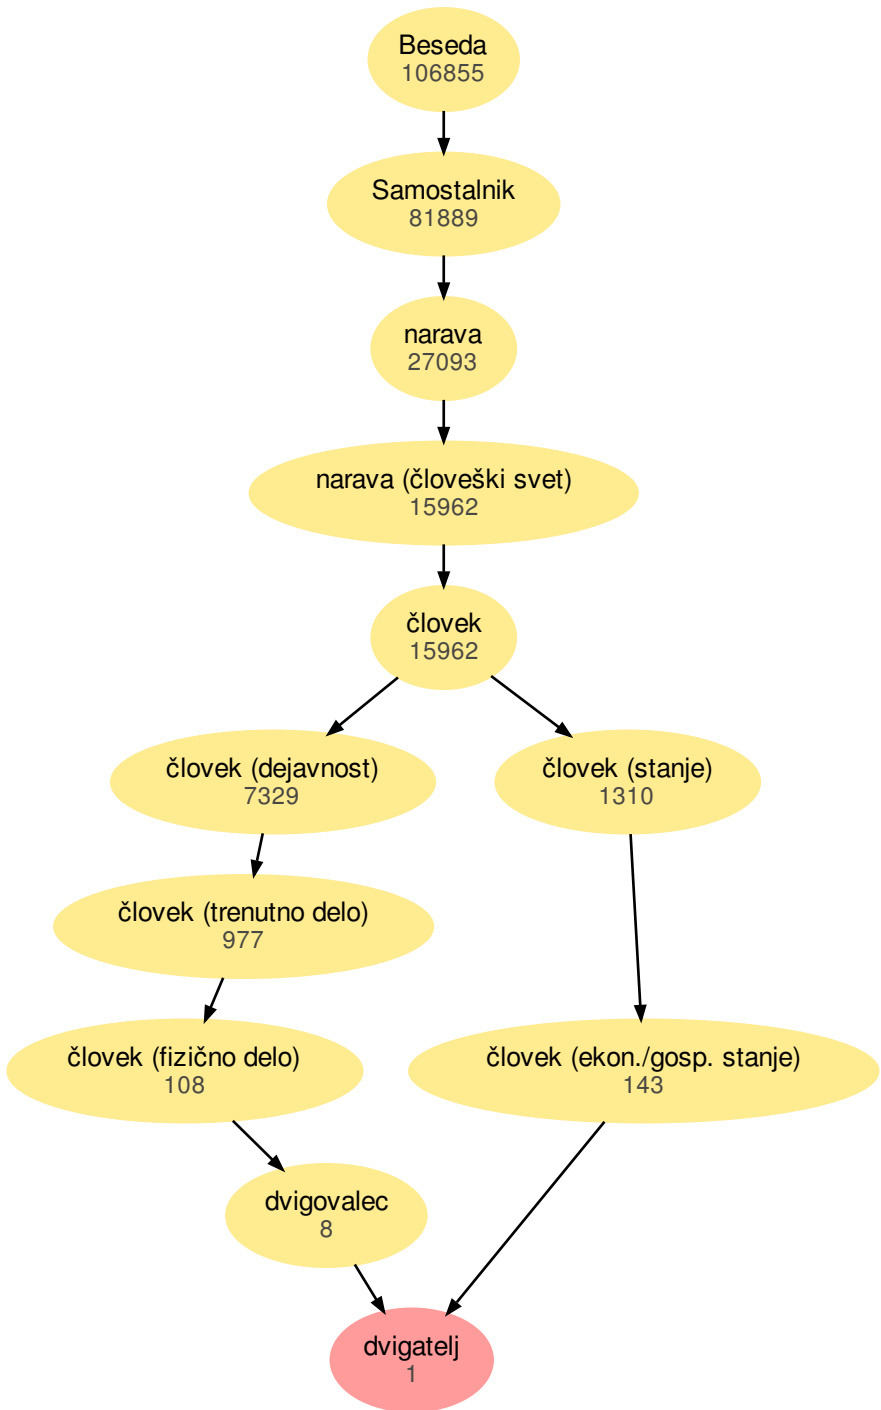 Beseda
106855
Samostalnik
81889
narava
27093
narava (človeški svet)
15962
človek
15962
človek (dejavnost)
7329
človek (stanje)
1310
človek (trenutno delo)
977
človek (fizično delo)
108
človek (ekon./gosp. stanje)
143
dvigovalec
8
dvigatelj
1